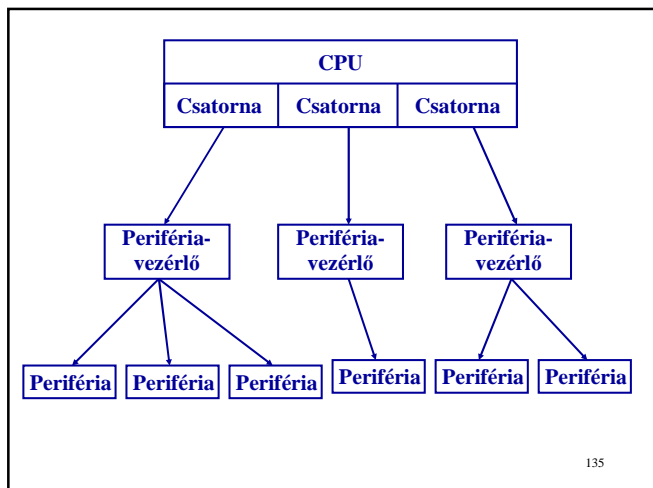 CPU
Csatorna Csatorna Csatorna
Periféria- Periféria- Periféria-
vezérlő vezérlő vezérlő
Periféria Periféria Periféria Periféria Periféria Periféria
135